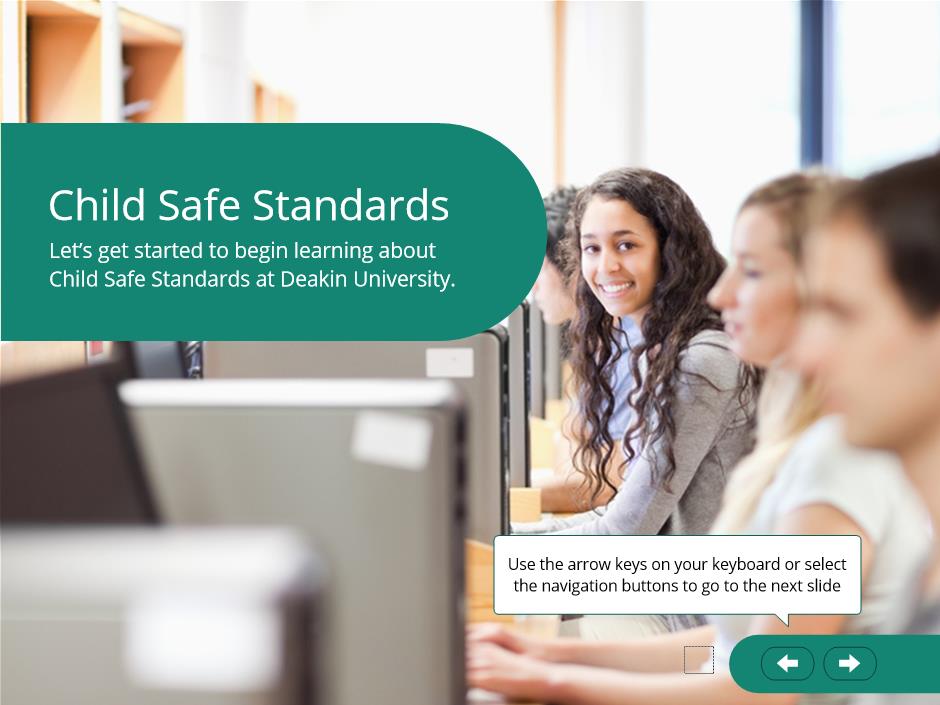 Child Safe Standards
Let’s get started to begin learning about
Child Safe Standards at Deakin University.
Use the arrow keys on your keyboard or select
the navigation buttons to go to the next slide